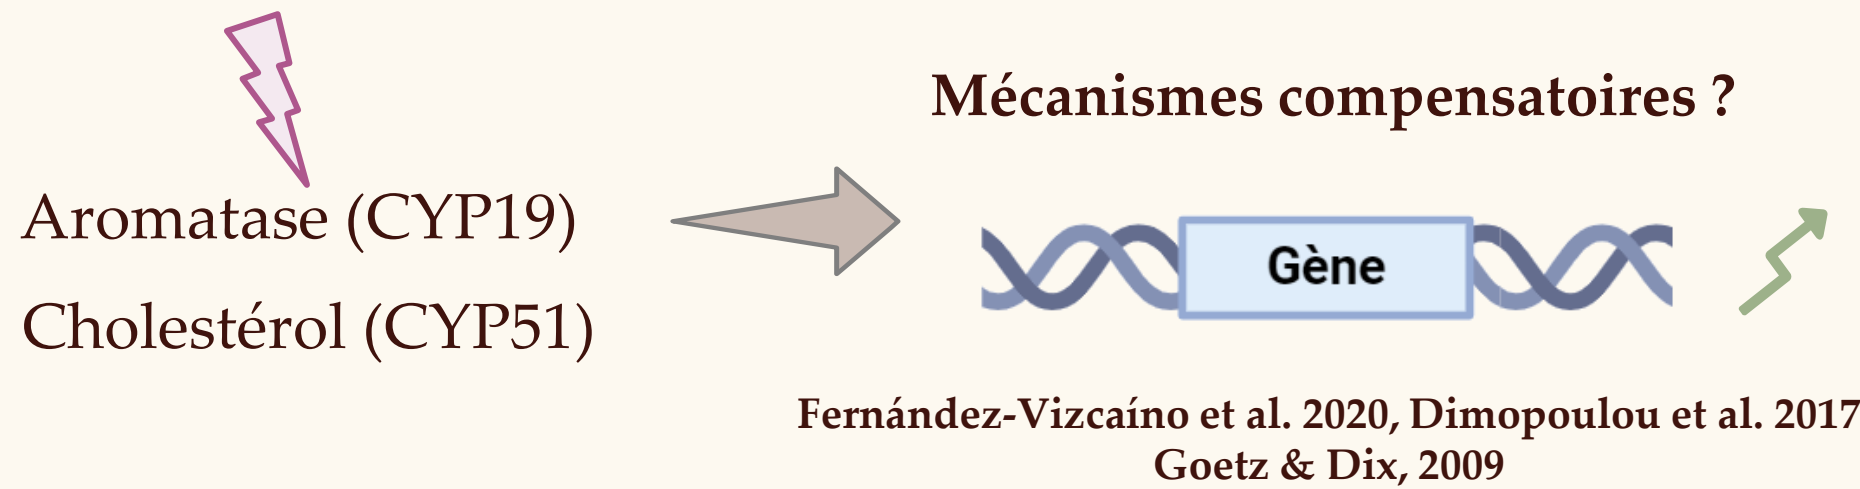 Mécanismes compensatoires ?
Aromatase (CYP19)
Gène
Cholestérol (CYP51)
Fernández-Vizcaíno et al. 2020, Dimopoulou et al. 2017
Goetz & Dix, 2009